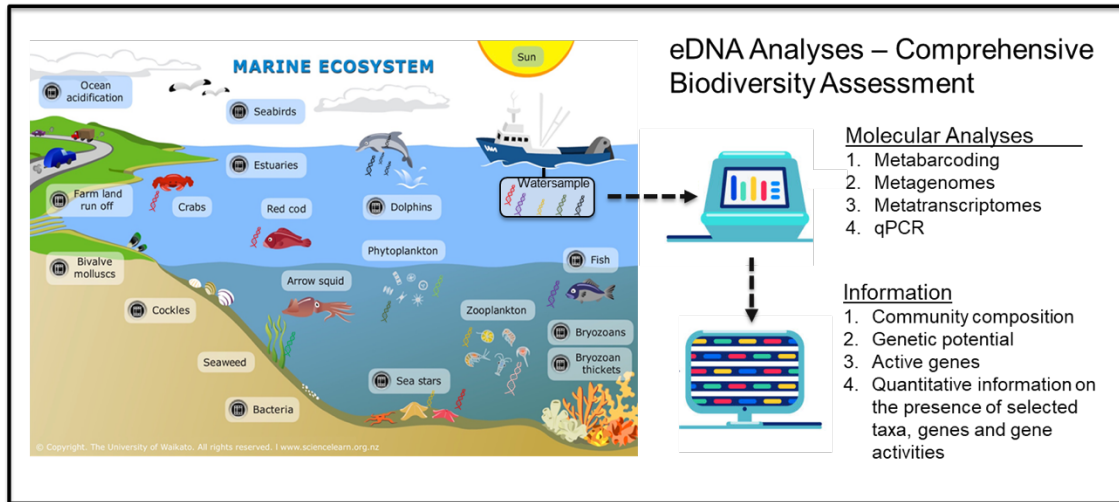 eDNA Analyses – Comprehensive
Biodiversity Assessment
MARINE ECOSYSTEM
Sun
Ocean
acidification
Seabirds
Estuaries
Farm land
run off
Crabs
Red cod
Dolphins
Watersample
Phytoplankton
Bivalve
molluscs
Fish
Arrow squid
Cockles
Zooplankton
Bryozoans
Seaweed
Bryozoan
thickets
Sea stars
Bacteria
© Copyright. The University of Waikato. All rights reserved. I www.sciencelearn.org.nz
Molecular Analyses
1. Metabarcoding
2. Metagenomes
3. Metatranscriptomes
4. qPCR
Information
1. Community composition
2. Genetic potential
3. Active genes
4. Quantitative information on
the presence of selected
taxa, genes and gene
activities